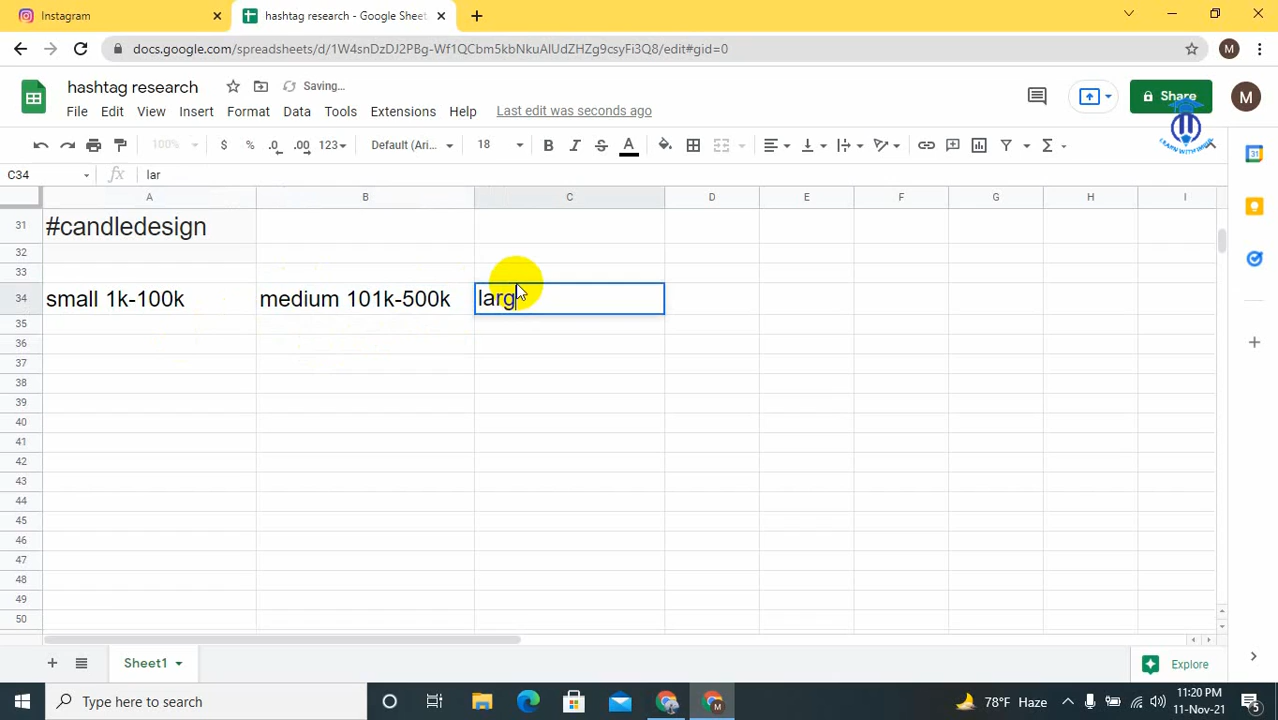 Instagram
hashtag research - Google Sheet
docs.google.com/spreadsheets/d/1W4snDzDJ2PBg-Wf1QCbm5kbNkuAlUdZHZg9csyFi3Q8/edit#gid=0
M
hashtag research
Saving...
File Edit View Insert Format Data Tools Extensions Help Last edit was seconds ago
Share
M
100% $ % .0 .00 123 Default (Ari... 18 B I S A
C34 fx lar
A B C D E F G H I
31 #candledesign
32
33
34 small 1k-100k medium 101k-500k larg
35
36
37
38
39
40
41
42
43
44
45
46
47
48
49
50
Sheet1
Explore
Type here to search
78°F Haze
11:20 PM
11-Nov-21
5